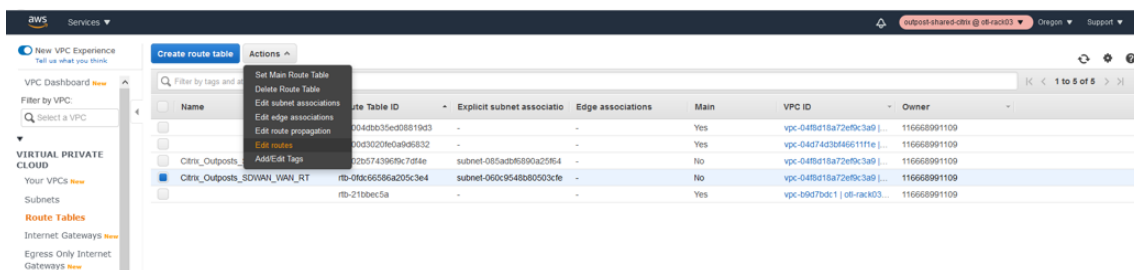 aws Services
outpost-shared-citrix @ otl-rack03 Oregon Support
New VPC Experience
Tell us what you think
Create route table Actions
VPC Dashboard New
Filter by tags and at
1 to 5 of 5
Filter by VPC:
Select a VPC
Set Main Route Table
Delete Route Table
Edit subnet associations
Edit edge associations
Edit route propagation
Edit routes
Add/Edit Tags
Name ute Table ID Explicit subnet associatio Edge associations Main VPC ID Owner
004dbb35ed08819d3 - - Yes vpc-04f8d18a72ef9c3a9 |... 116668991109
00d3020fe0a9d6832 - - Yes vpc-04d74d3bf46611f1e |... 116668991109
Citrix_Outposts_S 02b574396f9c7df4e subnet-085adbf6890a25f64 - No vpc-04f8d18a72ef9c3a9 |... 116668991109
Citrix_Outposts_SDWAN_WAN_RT rtb-0fdc66586a205c3e4 subnet-060c9548b80503cfe - No vpc-04f8d18a72ef9c3a9 |... 116668991109
rtb-21bbec5a - - Yes vpc-b9d7bdc1 | otl-rack03... 116668991109
VIRTUAL PRIVATE
CLOUD
Your VPCs New
Subnets
Route Tables
Internet Gateways New
Egress Only Internet
Gateways New